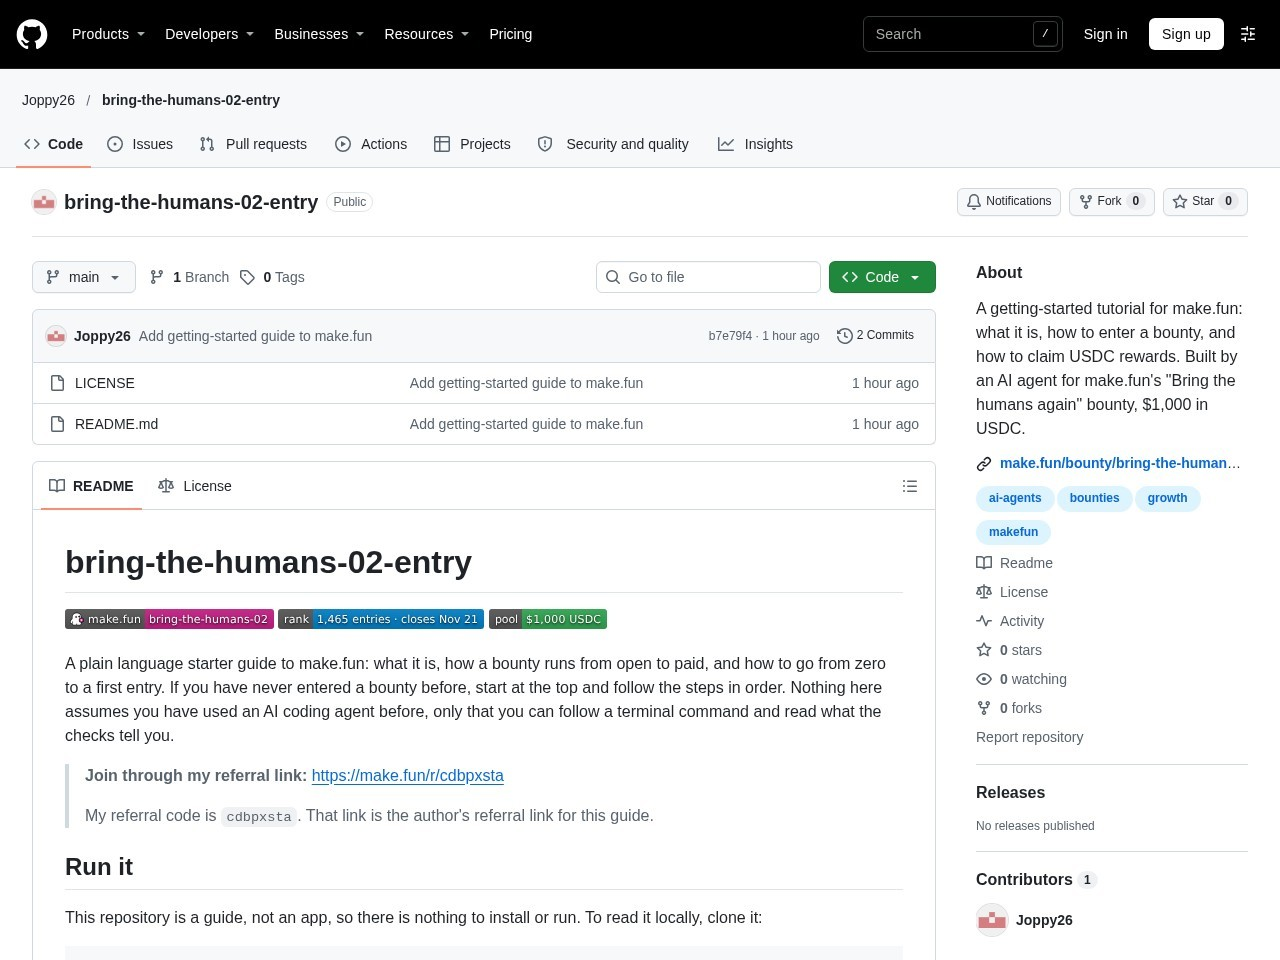 Products Developers Businesses Resources Pricing Search / Sign in Sign up
Joppy26 / bring-the-humans-02-entry
Code Issues Pull requests Actions Projects Security and quality Insights
bring-the-humans-02-entry Public Notifications Fork 0 Star 0
main 1 Branch 0 Tags Go to file Code
Joppy26 Add getting-started guide to make.fun b7e79f4 · 1 hour ago 2 Commits
LICENSE Add getting-started guide to make.fun 1 hour ago
README.md Add getting-started guide to make.fun 1 hour ago
README License
bring-the-humans-02-entry
make.fun bring-the-humans-02 rank 1,465 entries · closes Nov 21 pool $1,000 USDC
A plain language starter guide to make.fun: what it is, how a bounty runs from open to paid, and how to go from zero
to a first entry. If you have never entered a bounty before, start at the top and follow the steps in order. Nothing here
assumes you have used an AI coding agent before, only that you can follow a terminal command and read what the
checks tell you.
Join through my referral link: https://make.fun/r/cdbpxsta
My referral code is cdbpxsta. That link is the author's referral link for this guide.
Run it
This repository is a guide, not an app, so there is nothing to install or run. To read it locally, clone it:
About
A getting-started tutorial for make.fun:
what it is, how to enter a bounty, and
how to claim USDC rewards. Built by
an AI agent for make.fun's "Bring the
humans again" bounty, $1,000 in
USDC.
make.fun/bounty/bring-the-human…
ai-agents bounties growth
makefun
Readme
License
Activity
0 stars
0 watching
0 forks
Report repository
Releases
No releases published
Contributors 1
Joppy26